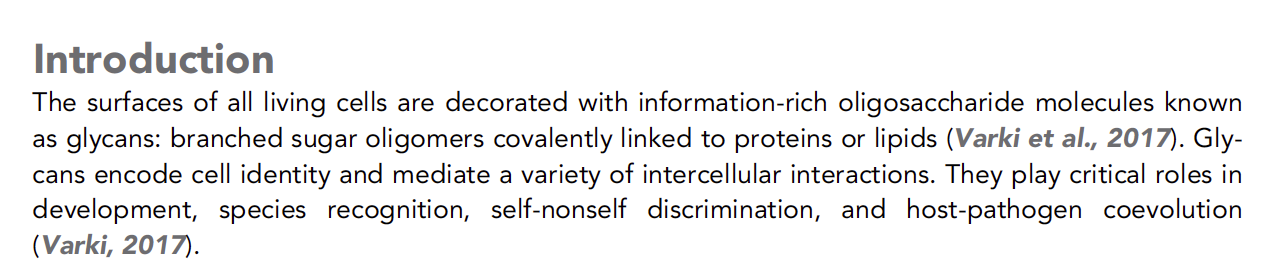 Introduction
The surfaces of all living cells are decorated with information-rich oligosaccharide molecules known
as glycans: branched sugar oligomers covalently linked to proteins or lipids (Varki et al., 2017). Gly-
cans encode cell identity and mediate a variety of intercellular interactions. They play critical roles in
development, species recognition, self-nonself discrimination, and host-pathogen coevolution
(Varki, 2017).